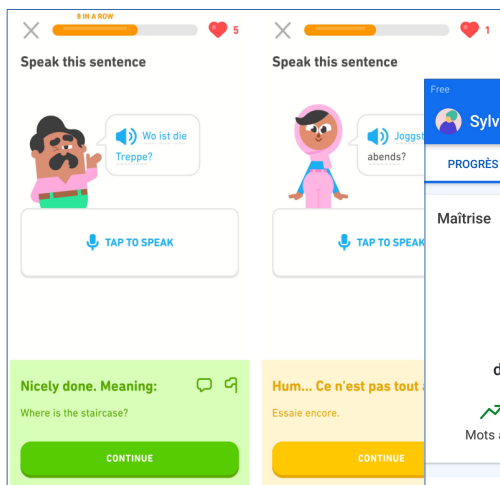 8 IN A ROW
5
Speak this sentence
Wo ist die
Treppe?
TAP TO SPEAK
Nicely done. Meaning:
Where is the staircase?
CONTINUE
1
Speak this sentence
Joggst
abends?
TAP TO SPEAK
Hum... Ce n'est pas tout
Essaie encore.
CONTINUE
Free
Sylv
PROGRÈS
Maîtrise
d
Mots